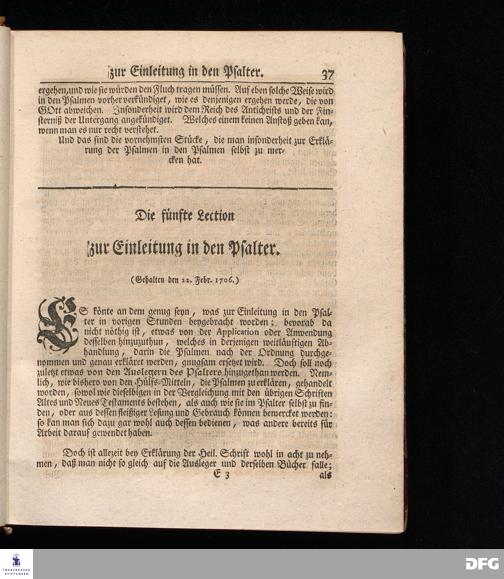 zur Einleitung in den Psalter. 37
ergehen, und wie sie würden den Fluch tragen müssen. Auf eben solche Weise wird
in den Psalmen vorher verkündiget, wie es denjenigen ergehen werde, die von
GOtt abweichen. Insonderheit wird dem Reich des Antichrists und der Fin-
sterniß der Untergang angekündiget. Welches einem keinen Anstoß geben kan,
wenn man es nur recht verstehet.
Und das sind die vornehmsten Stücke, die man insonderheit zur Erklä-
rung der Psalmen in den Psalmen selbst zu mer-
cken hat.
Die fünfte Lection
zur Einleitung in den Psalter.
(Gehalten den 22. Febr. 1706.)
ES könte an dem genug seyn, was zur Einleitung in den Psal-
ter in vorigen Stunden beygebracht worden; bevorab da
nicht nöthig ist, etwas von der Application oder Anwendung
desselben hinzuzuthun, welches in derjenigen weitläuftigen Ab-
handlung, darin die Psalmen nach der Ordnung durchge-
nommen und genau erkläret werden, gnugsam ersetzet wird. Doch soll noch
zuletzt etwas von den Auslegern des Psalters hinzugethan werden. Nem-
lich, wie bisher von den Hülfs-Mitteln, die Psalmen zu erklären, gehandelt
worden, sowol wie dieselbigen in der Vergleichung mit den übrigen Schriften
Altes und Neues Testaments bestehen, als auch wie sie im Psalter selbst zu fin-
den, oder aus dessen fleißiger Lesung und Gebrauch können bemercket werden:
so kan man sich dazu gar wohl auch dessen bedienen, was andere bereits für
Arbeit darauf gewendet haben.
Doch ist allezeit bey Erklärung der Heil. Schrift wohl in acht zu neh-
men, daß man nicht so gleich auf die Ausleger und derselben Bücher falle;
E 3 als
FRANCKESCHE
STIFTUNGEN
DFG